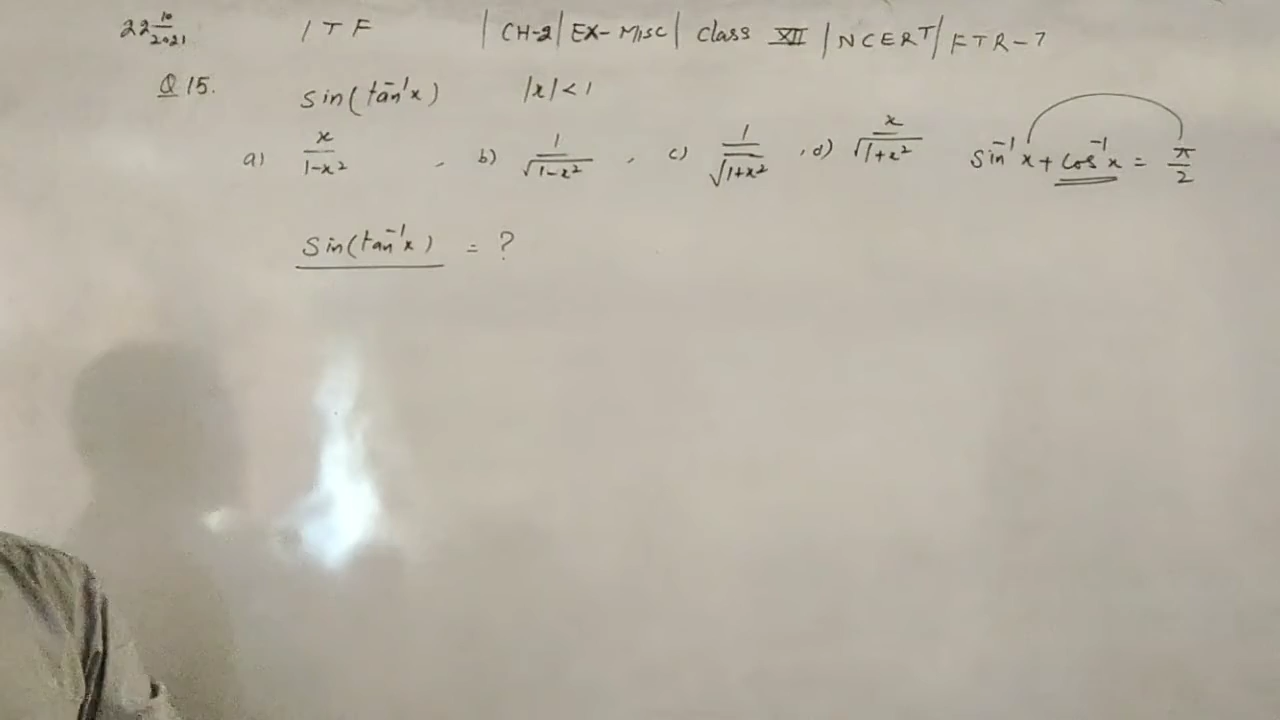 22 10/2021 ITF | CH-2 | EX-Misc | Class XII | NCERT | FTR-7
Q 15. sin(tan⁻¹x) |x|<1
a) x/1-x² , b) 1/√1-x² , c) 1/√1+x² , d) x/√1+x² sin⁻¹x + cos⁻¹x = π/2
sin(tan⁻¹x) = ?